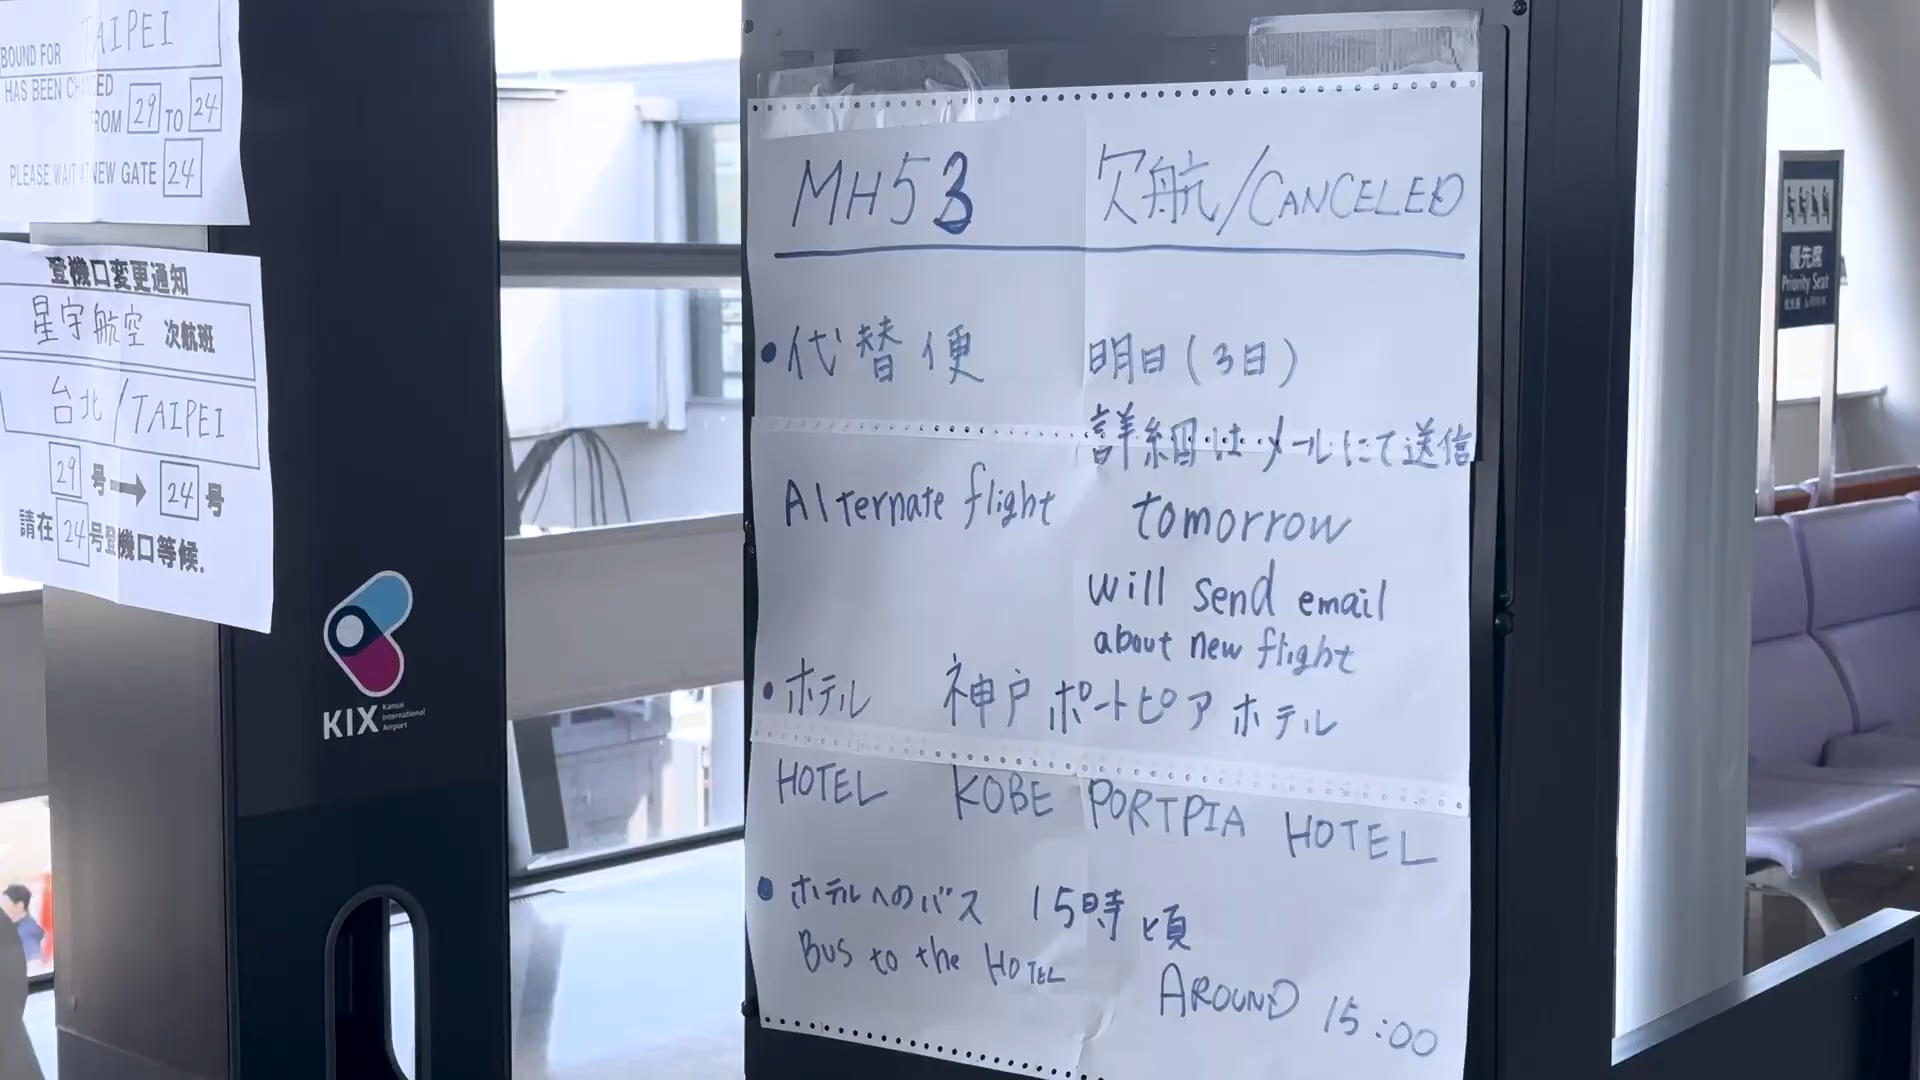 BOUND FOR TAIPEI
HAS BEEN CHANGED
FROM 29 TO 24
PLEASE WAIT AT NEW GATE 24
登機口変更通知
星宇航空 次航班
台北/TAIPEI
29号→24号
請在24号登機口等候.
KIX
Kansai
International
Airport
MH53 欠航/CANCELED
•代替便 明日(3日)
詳細はメールにて送信
Alternate flight tomorrow
will send email
about new flight
•ホテル 神戸ポートピアホテル
HOTEL KOBE PORTPIA HOTEL
•ホテルへのバス 15時頃
Bus to the HOTEL AROUND 15:00
優先席
Priority Seat